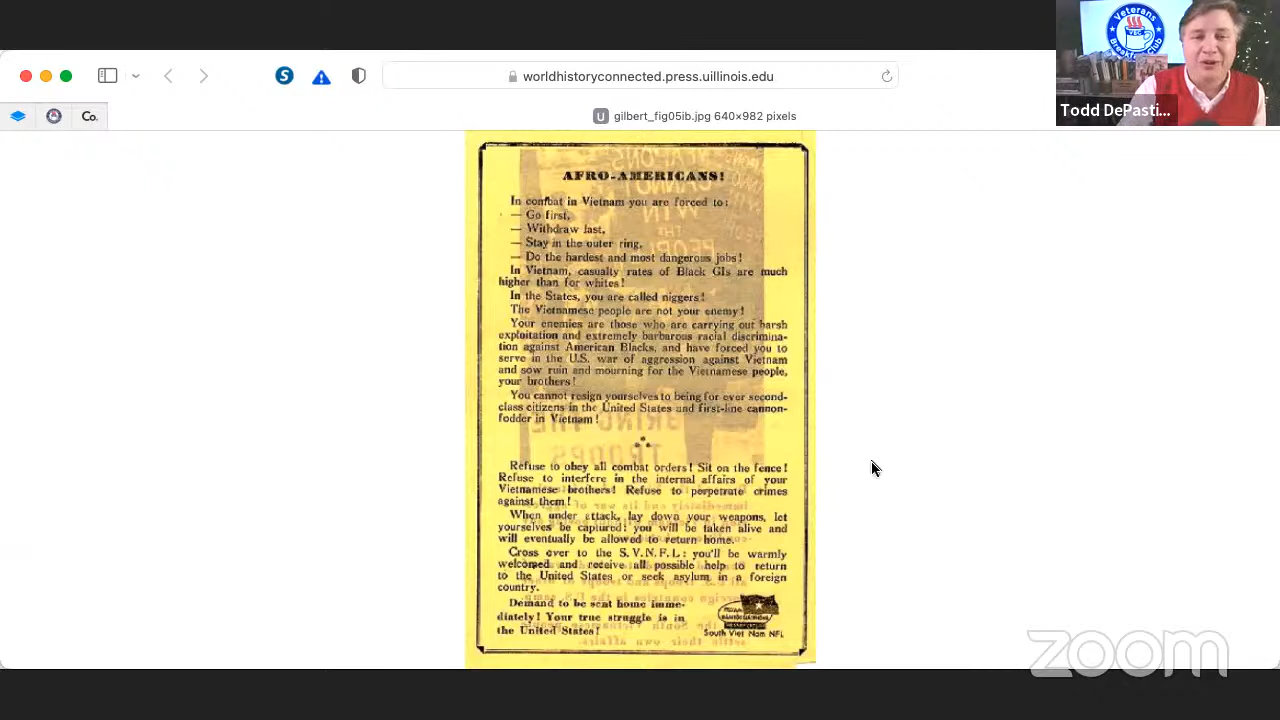 Veterans
Breakfast Club
VBC
Todd DePasti...
S
worldhistoryconnected.press.uillinois.edu
Co.
U gilbert_fig05ib.jpg 640×982 pixels
AFRO-AMERICANS!
In combat in Vietnam you are forced to:
— Go first,
— Withdraw last,
— Stay in the outer ring,
— Do the hardest and most dangerous jobs!
In Vietnam, casualty rates of Black GIs are much
higher than for whites!
In the States, you are called niggers!
The Vietnamese people are not your enemy!
Your enemies are those who are carrying out harsh
exploitation and extremely barbarous racial discrimina-
tion against American Blacks, and have forced you to
serve in the U.S. war of aggression against Vietnam
and sow ruin and mourning for the Vietnamese people,
your brothers!
You cannot resign yourselves to being for ever second-
class citizens in the United States and first-line cannon-
fodder in Vietnam!
Refuse to obey all combat orders! Sit on the fence!
Refuse to interfere in the internal affairs of your
Vietnamese brothers! Refuse to perpetrate crimes
against them!
When under attack, lay down your weapons, let
yourselves be captured: you will be taken alive and
will eventually be allowed to return home.
Cross over to the S.V.N.F.L: you'll be warmly
welcomed and receive all possible help to return
to the United States or seek asylum in a foreign
country.
Demand to be sent home imme-
diately! Your true struggle is in
the United States!
South Viet Nam NFL
zoom